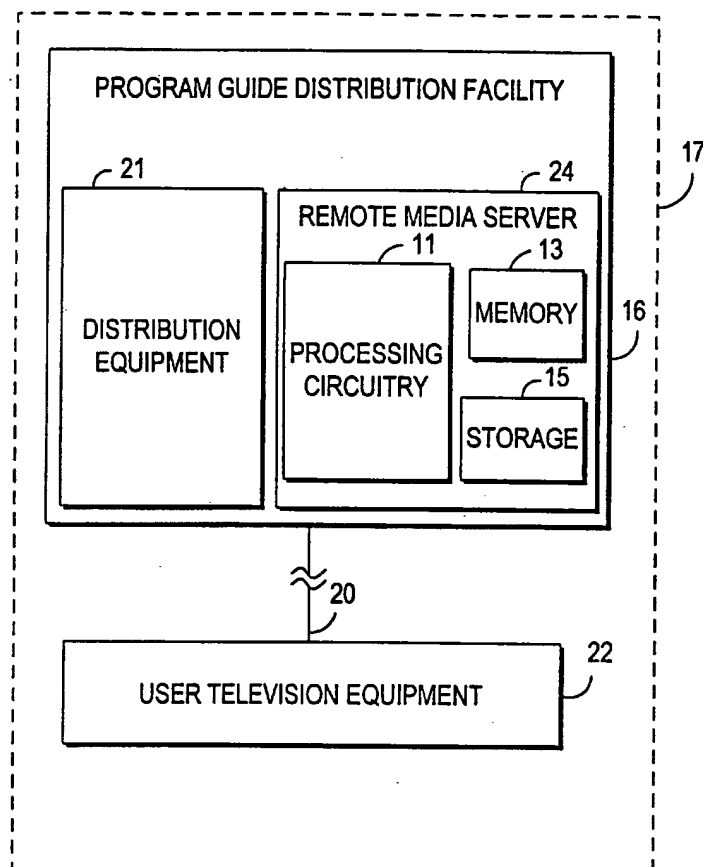 PROGRAM GUIDE DISTRIBUTION FACILITY
17
21
24
REMOTE MEDIA SERVER
11
13
DISTRIBUTION
EQUIPMENT
PROCESSING
CIRCUITRY
MEMORY
16
15
STORAGE
20
22
USER TELEVISION EQUIPMENT